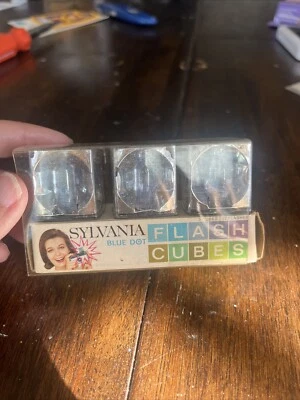 SYLVANIA
BLUE DOT
FLASH
CUBES